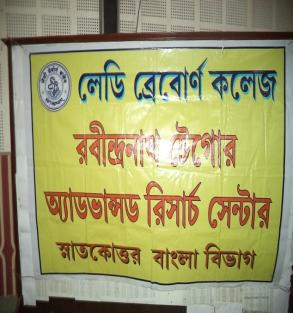 লেডি ব্রেবোর্ণ কলেজ
রবীন্দ্রনাথ টেগোর
অ্যাডভান্সড রিসার্চ সেন্টার
স্নাতকোত্তর বাংলা বিভাগ